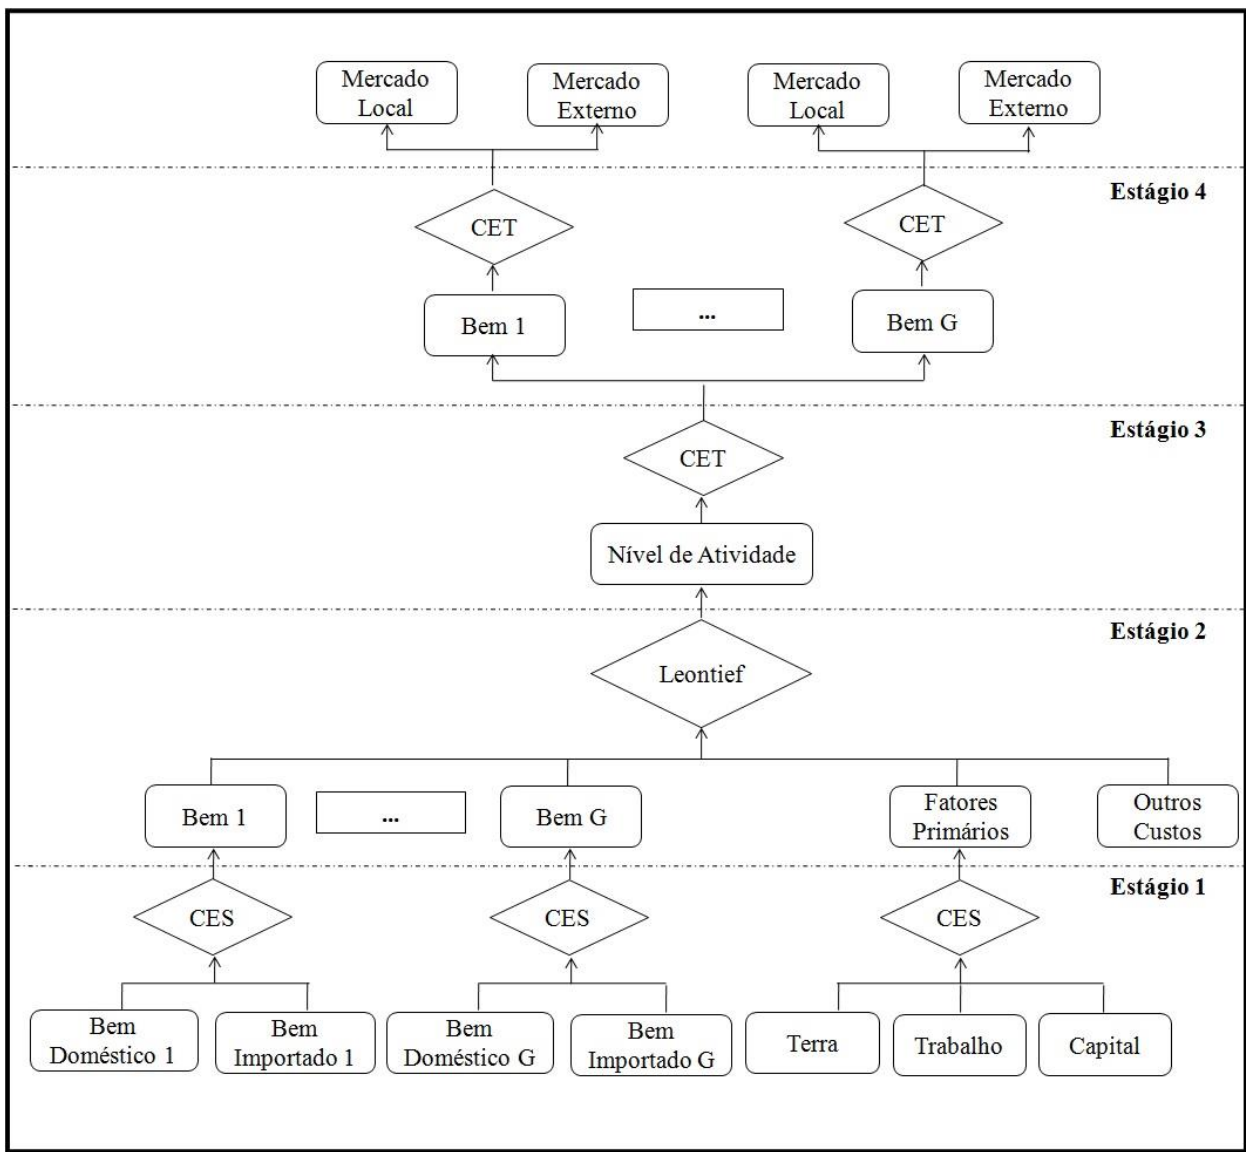 Mercado
Local
Mercado
Externo
Mercado
Local
Mercado
Externo
Estágio 4
CET
CET
Bem 1
...
Bem G
Estágio 3
CET
Nível de Atividade
Estágio 2
Leontief
Bem 1
...
Bem G
Fatores
Primários
Outros
Custos
Estágio 1
CES
CES
CES
Bem
Doméstico 1
Bem
Importado 1
Bem
Doméstico G
Bem
Importado G
Terra
Trabalho
Capital